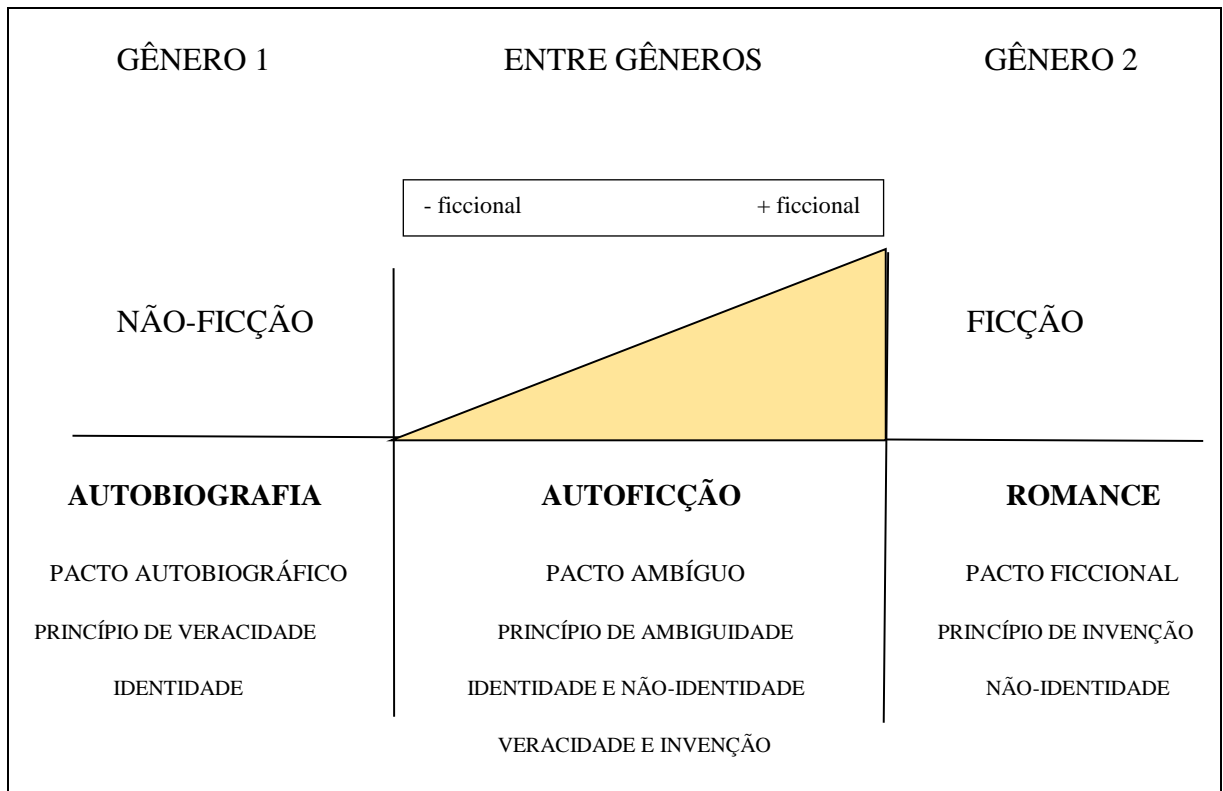 GÊNERO 1 ENTRE GÊNEROS GÊNERO 2
- ficcional + ficcional
NÃO-FICÇÃO FICÇÃO
AUTOBIOGRAFIA AUTOFICÇÃO ROMANCE
PACTO AUTOBIOGRÁFICO PACTO AMBÍGUO PACTO FICCIONAL
PRINCÍPIO DE VERACIDADE PRINCÍPIO DE AMBIGUIDADE PRINCÍPIO DE INVENÇÃO
IDENTIDADE IDENTIDADE E NÃO-IDENTIDADE NÃO-IDENTIDADE
VERACIDADE E INVENÇÃO